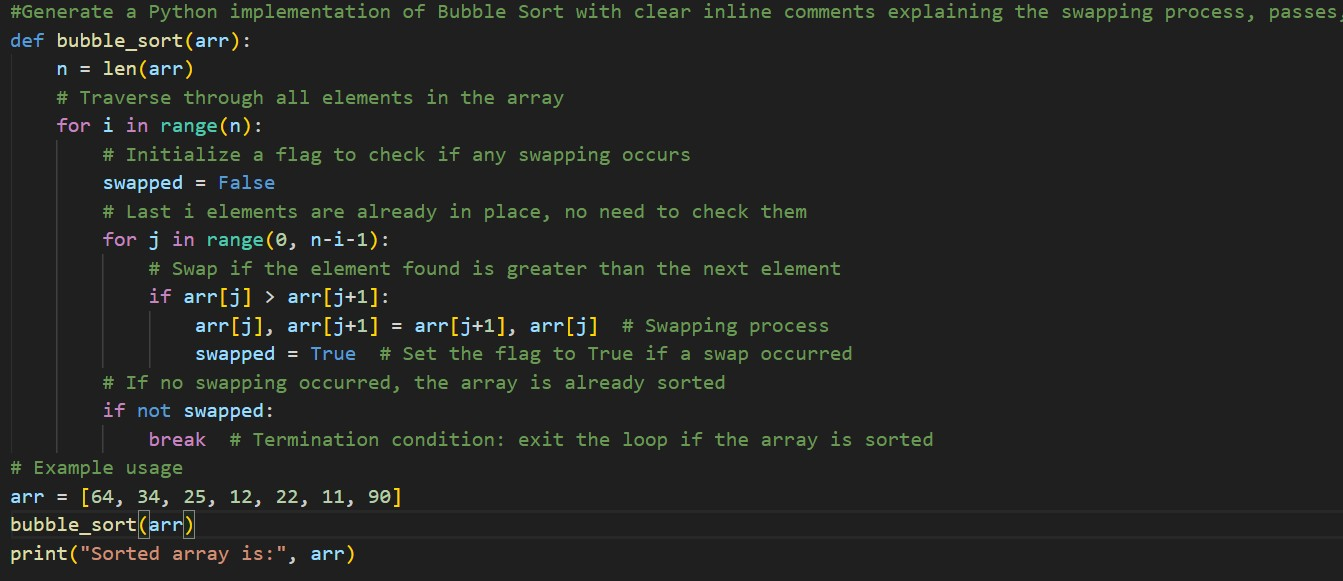 #Generate a Python implementation of Bubble Sort with clear inline comments explaining the swapping process, passes,
def bubble_sort(arr):
    n = len(arr)
    # Traverse through all elements in the array
    for i in range(n):
        # Initialize a flag to check if any swapping occurs
        swapped = False
        # Last i elements are already in place, no need to check them
        for j in range(0, n-i-1):
            # Swap if the element found is greater than the next element
            if arr[j] > arr[j+1]:
                arr[j], arr[j+1] = arr[j+1], arr[j]  # Swapping process
                swapped = True  # Set the flag to True if a swap occurred
        # If no swapping occurred, the array is already sorted
        if not swapped:
            break  # Termination condition: exit the loop if the array is sorted
# Example usage
arr = [64, 34, 25, 12, 22, 11, 90]
bubble_sort(arr)
print("Sorted array is:", arr)